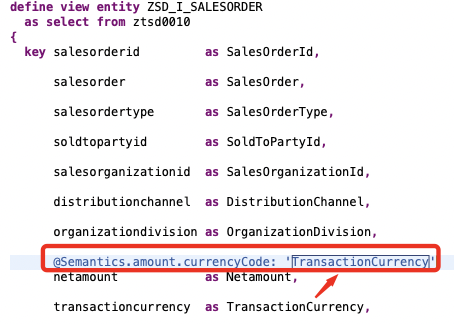 define view entity ZSD_I_SALESORDER
as select from ztsd0010
{
key salesorderid as SalesOrderId,
salesorder as SalesOrder,
salesordertype as SalesOrderType,
soldtopartyid as SoldToPartyId,
salesorganizationid as SalesOrganizationId,
distributionchannel as DistributionChannel,
organizationdivision as OrganizationDivision,
@Semantics.amount.currencyCode: 'TransactionCurrency'
netamount as Netamount,
transactioncurrency as TransactionCurrency,